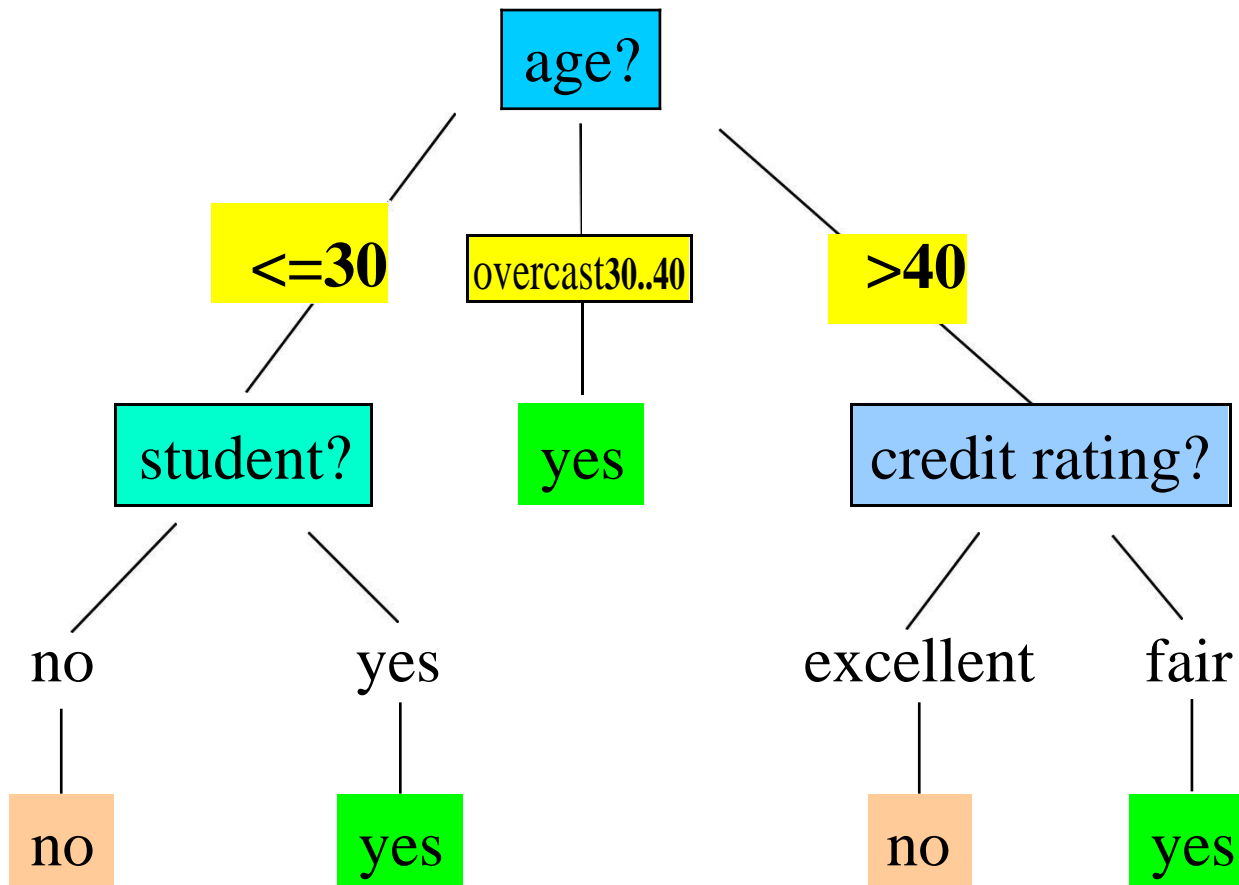 age?
<=30
overcast30..40
>40
student?
yes
credit rating?
no
yes
excellent
fair
no
yes
no
yes